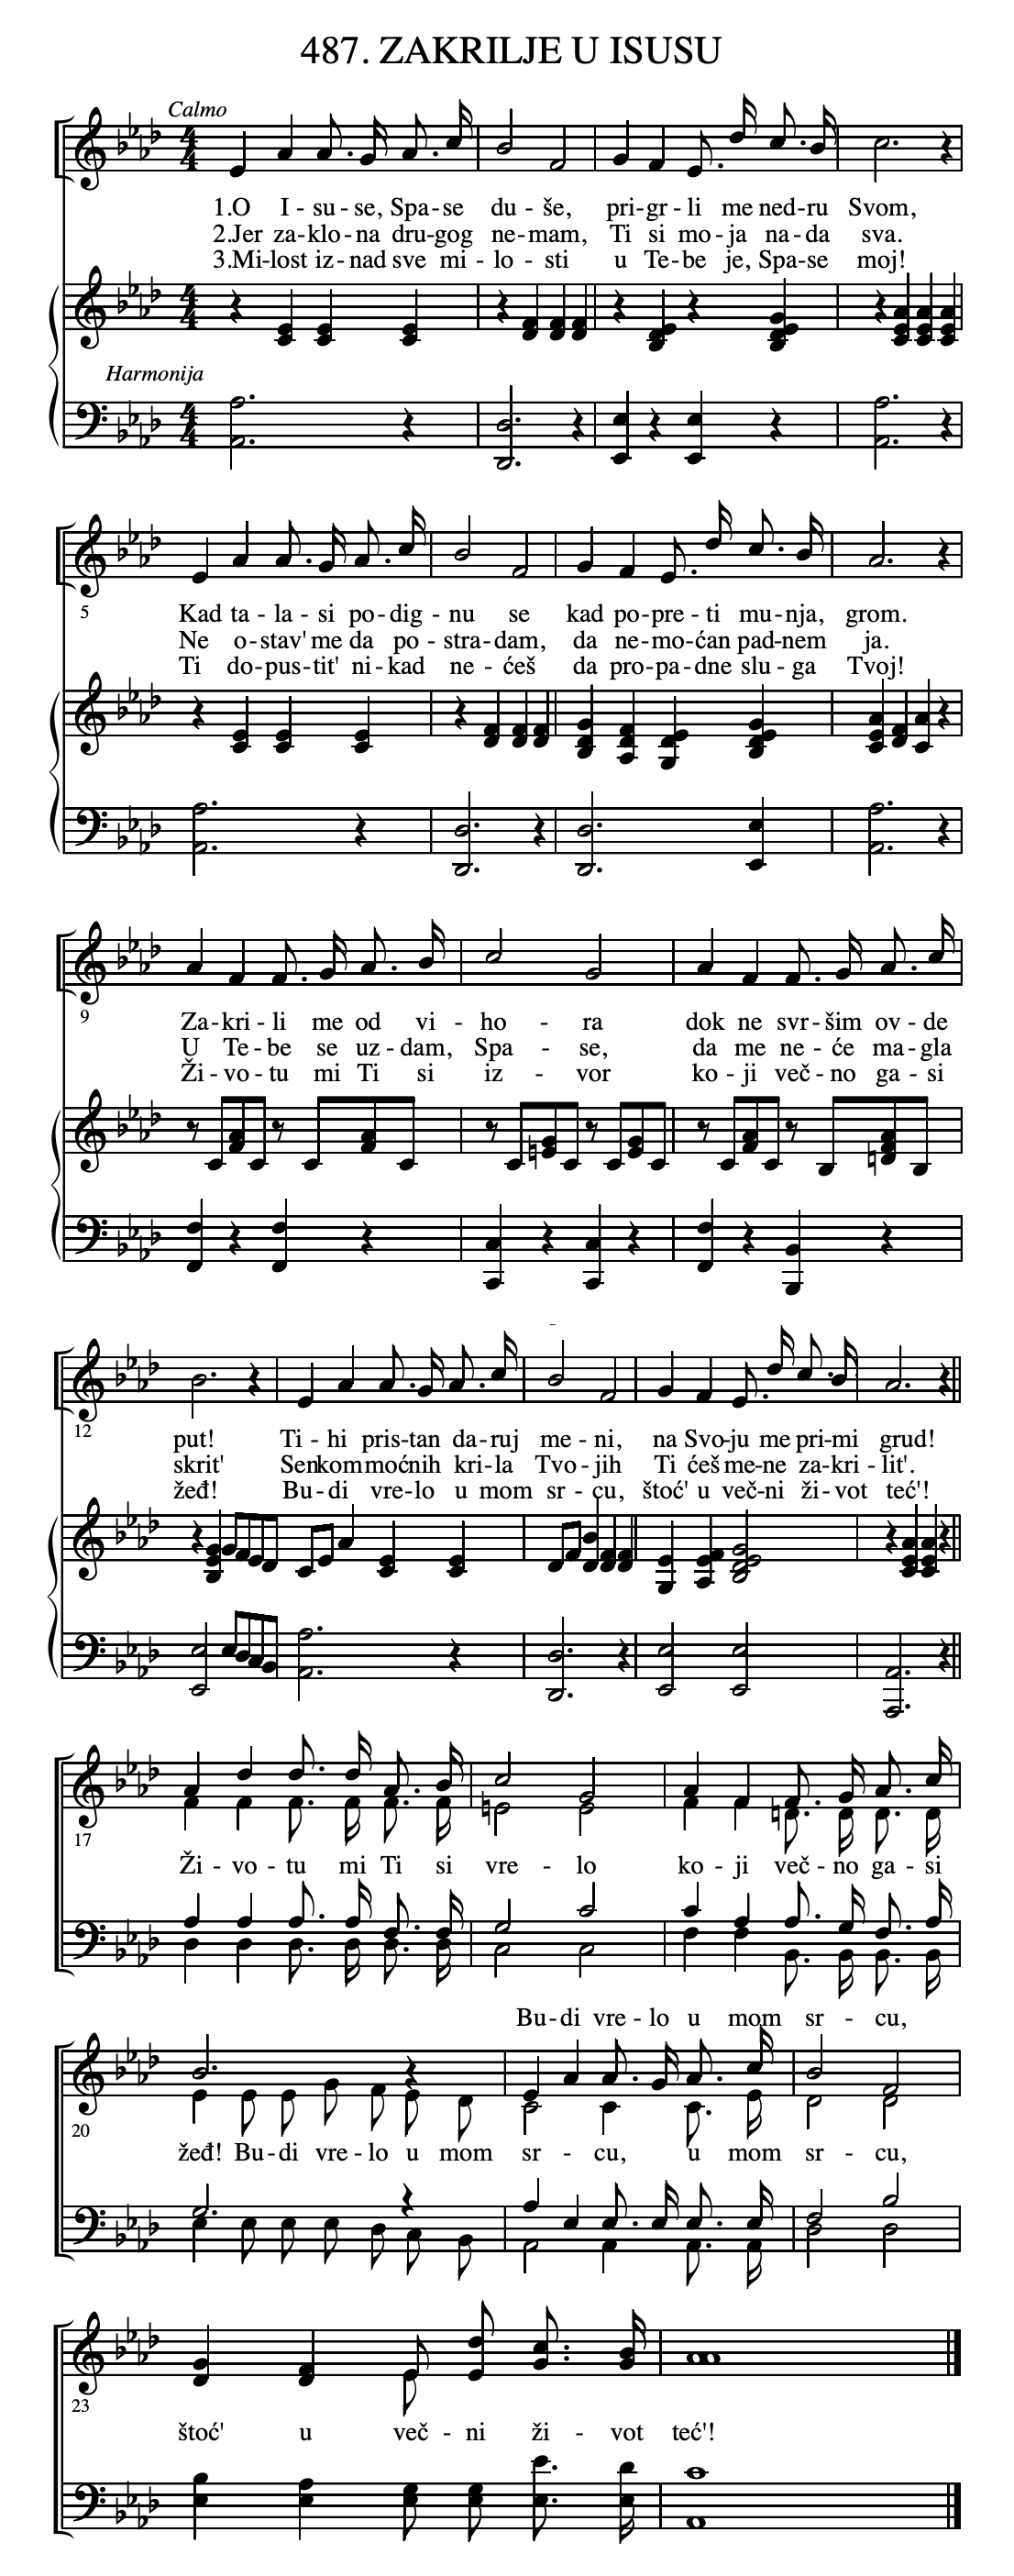 487. ZAKRILJE U ISUSU
Calmo
4
4
1.O I - su - se, Spa - se du - še, pri - gr - li me ned - ru Svom,
2.Jer za - klo - na dru - gog ne - mam, Ti si mo - ja na - da sva.
3.Mi - lost iz - nad sve mi - lo - sti u Te - be je, Spa - se moj!
4
4
Harmonija
4
4
5
Kad ta - la - si po - dig - nu se kad po - pre - ti mu - nja, grom.
Ne o - stav' me da po - stra - dam, da ne - mo - ćan pad - nem ja.
Ti do - pus - tit' ni - kad ne - ćeš da pro - pa - dne slu - ga Tvoj!
9
Za - kri - li me od vi - ho - ra dok ne svr - šim ov - de
U Te - be se uz - dam, Spa - se, da me ne - će ma - gla
Ži - vo - tu mi Ti si iz - vor ko - ji več - no ga - si
12
put! Ti - hi pris - tan da - ruj me - ni, na Svo - ju me pri - mi grud!
skrit' Sen kom moć nih kri - la Tvo - jih Ti ćeš me - ne za - kri - lit'.
žeđ! Bu - di vre - lo u mom sr - cu, štoć' u več - ni ži - vot teć'!
17
Ži - vo - tu mi Ti si vre - lo ko - ji več - no ga - si
Bu - di vre - lo u mom sr - cu,
20
žeđ! Bu - di vre - lo u mom sr - cu, u mom sr - cu,
23
štoć' u več - ni ži - vot teć'!